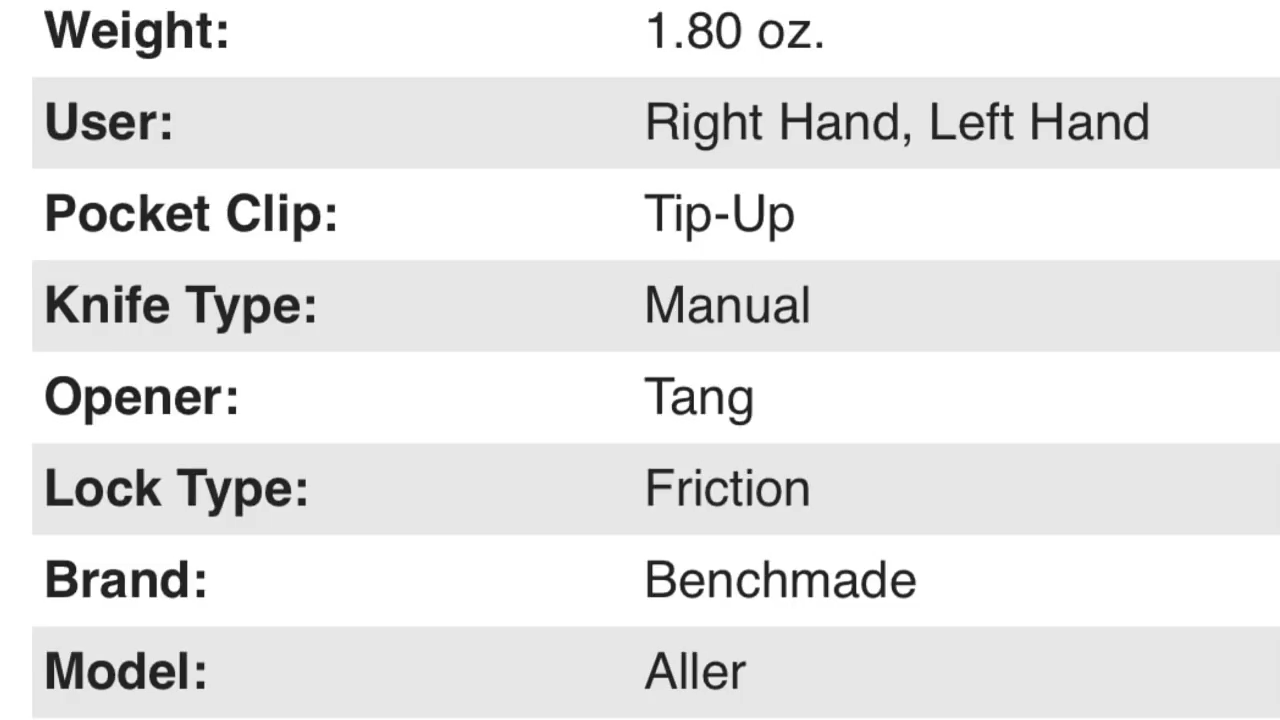 Weight: 1.80 oz.
User: Right Hand, Left Hand
Pocket Clip: Tip-Up
Knife Type: Manual
Opener: Tang
Lock Type: Friction
Brand: Benchmade
Model: Aller